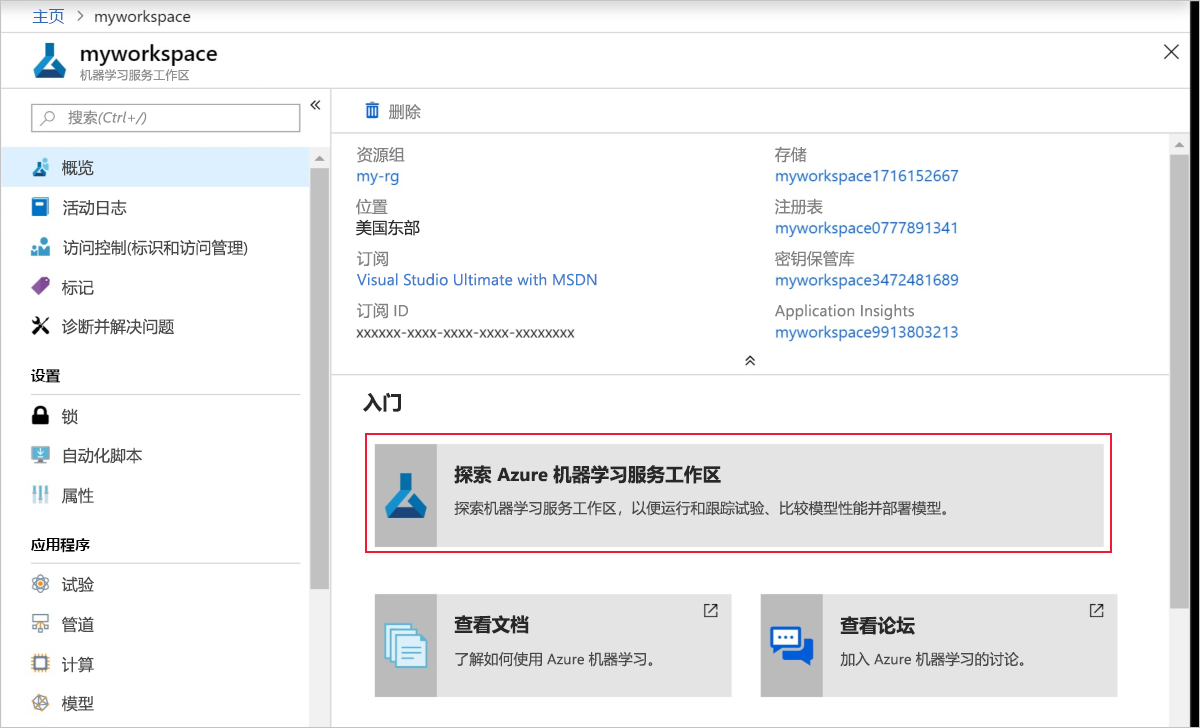 主页 > myworkspace
myworkspace
机器学习服务工作区
搜索(Ctrl+/)
概览
活动日志
访问控制(标识和访问管理)
标记
诊断并解决问题
设置
锁
自动化脚本
属性
应用程序
试验
管道
计算
模型
删除
资源组
my-rg
位置
美国东部
订阅
Visual Studio Ultimate with MSDN
订阅 ID
xxxxxx-xxxx-xxxx-xxxx-xxxxxxxx
存储
myworkspace1716152667
注册表
myworkspace0777891341
密钥保管库
myworkspace3472481689
Application Insights
myworkspace9913803213
入门
探索 Azure 机器学习服务工作区
探索机器学习服务工作区，以便运行和跟踪试验、比较模型性能并部署模型。
查看文档
了解如何使用 Azure 机器学习。
查看论坛
加入 Azure 机器学习的讨论。